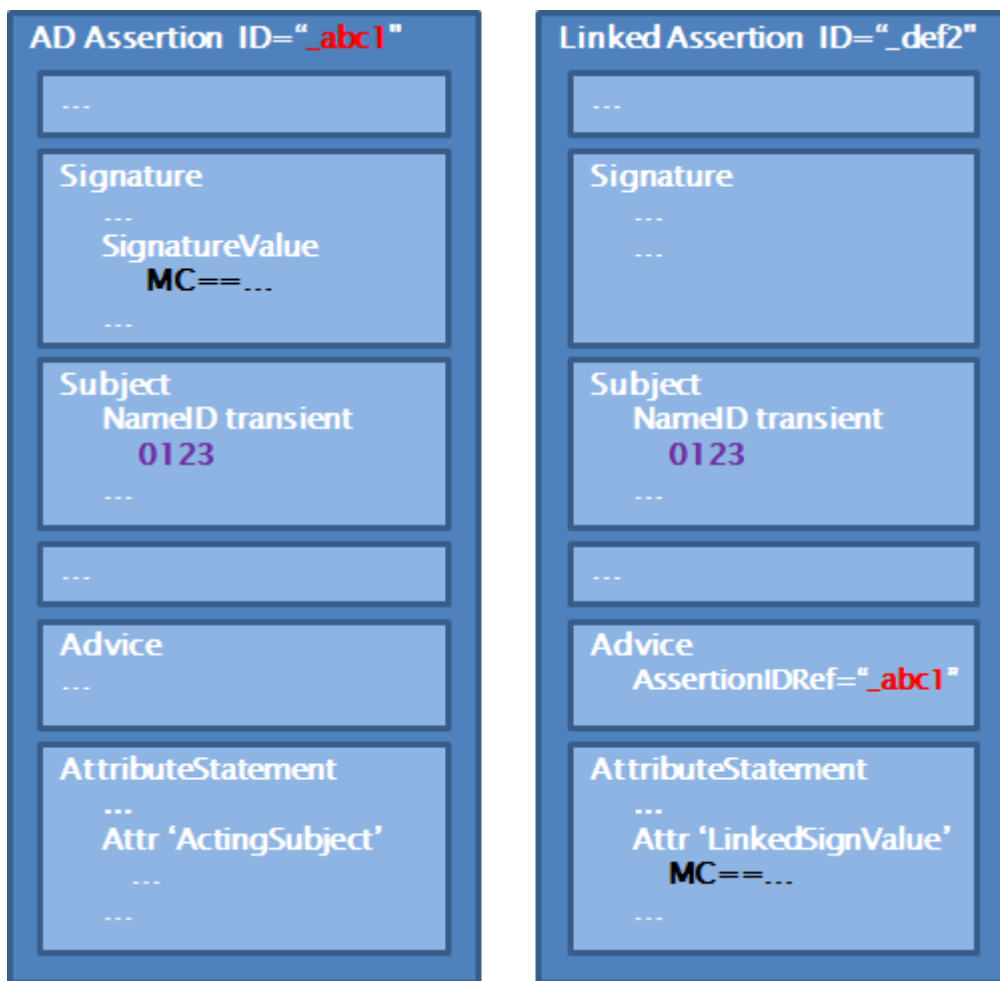 AD Assertion ID=“_abc1"
...
Signature
...
SignatureValue
MC==...
...
Subject
NameID transient
0123
...
...
Advice
...
AttributeStatement
...
Attr ‘ActingSubject’
...
...
Linked Assertion ID=“_def2"
...
Signature
...
...
Subject
NameID transient
0123
...
...
Advice
AssertionIDRef=“_abc1”
AttributeStatement
...
Attr ‘LinkedSignValue’
MC==...
...